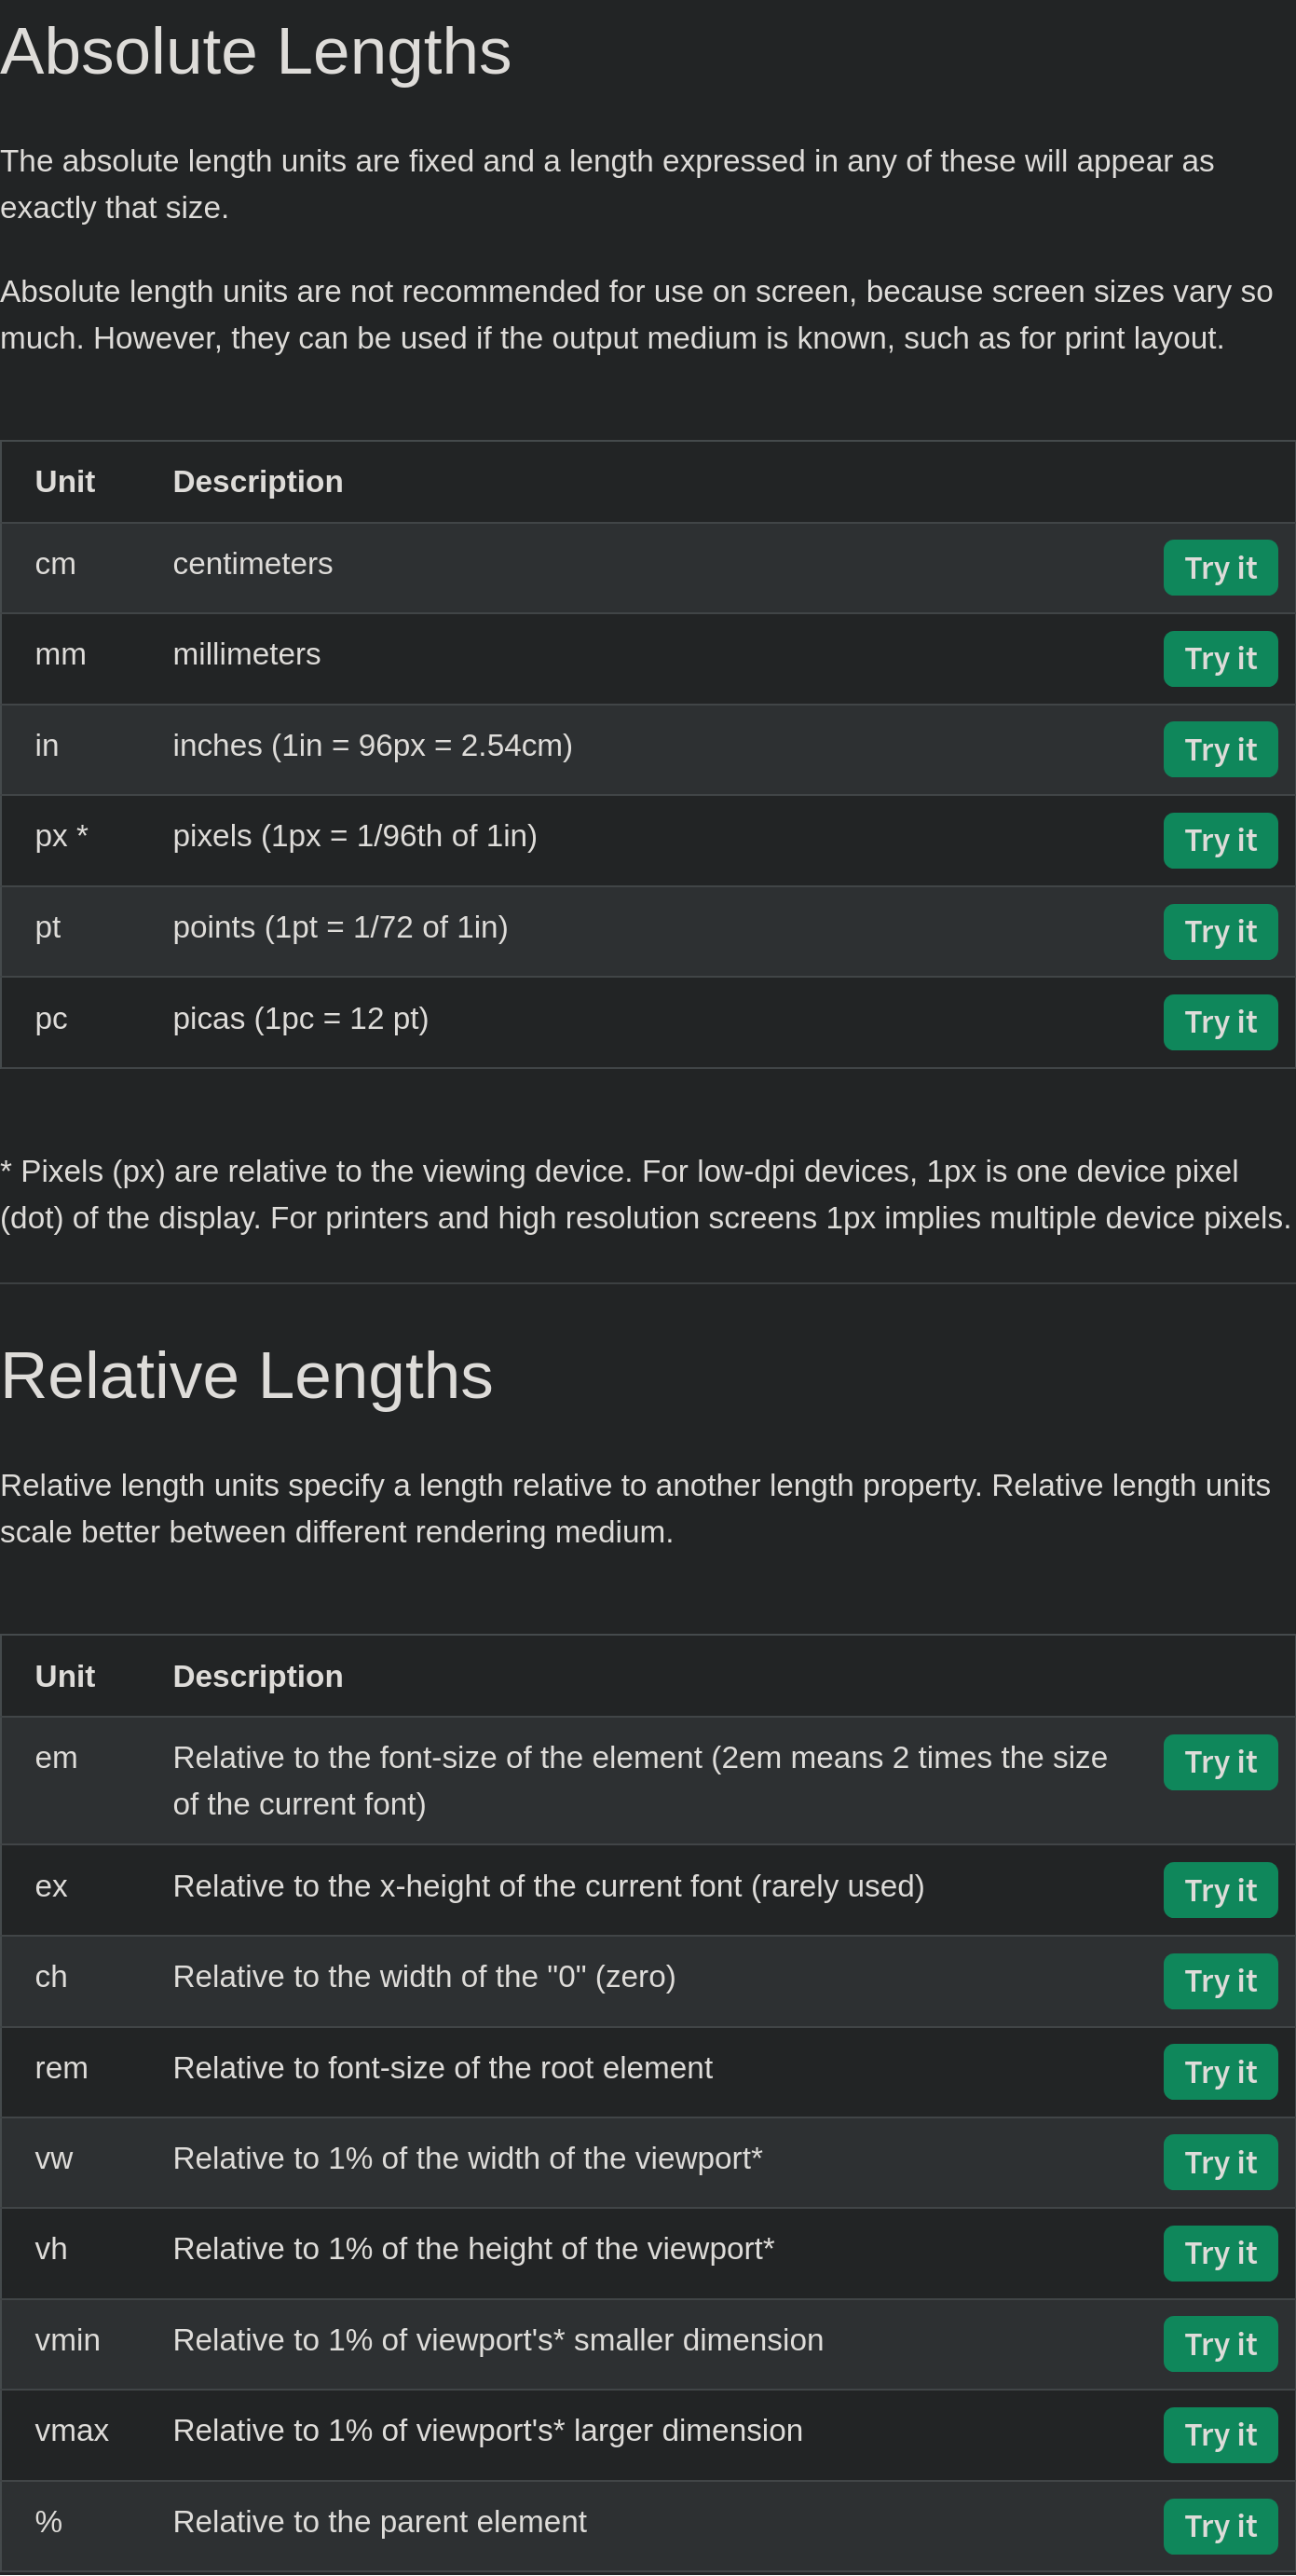 Absolute Lengths
The absolute length units are fixed and a length expressed in any of these will appear as
exactly that size.
Absolute length units are not recommended for use on screen, because screen sizes vary so
much. However, they can be used if the output medium is known, such as for print layout.
Unit Description
cm centimeters Try it
mm millimeters Try it
in inches (1in = 96px = 2.54cm) Try it
px * pixels (1px = 1/96th of 1in) Try it
pt points (1pt = 1/72 of 1in) Try it
pc picas (1pc = 12 pt) Try it
* Pixels (px) are relative to the viewing device. For low-dpi devices, 1px is one device pixel
(dot) of the display. For printers and high resolution screens 1px implies multiple device pixels.
Relative Lengths
Relative length units specify a length relative to another length property. Relative length units
scale better between different rendering medium.
Unit Description
em Relative to the font-size of the element (2em means 2 times the size Try it
of the current font)
ex Relative to the x-height of the current font (rarely used) Try it
ch Relative to the width of the "0" (zero) Try it
rem Relative to font-size of the root element Try it
vw Relative to 1% of the width of the viewport* Try it
vh Relative to 1% of the height of the viewport* Try it
vmin Relative to 1% of viewport's* smaller dimension Try it
vmax Relative to 1% of viewport's* larger dimension Try it
% Relative to the parent element Try it